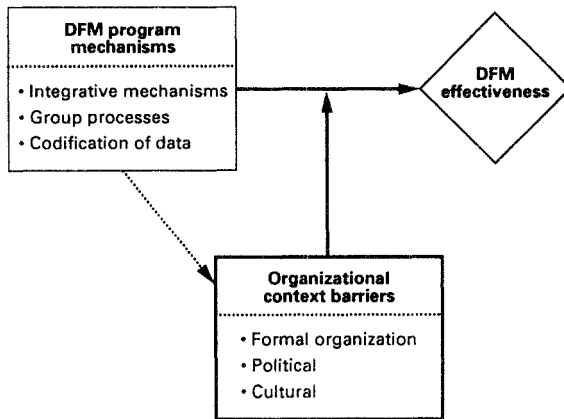 DFM program
mechanisms
• Integrative mechanisms
• Group processes
• Codification of data
DFM
effectiveness
Organizational
context barriers
• Formal organization
• Political
• Cultural